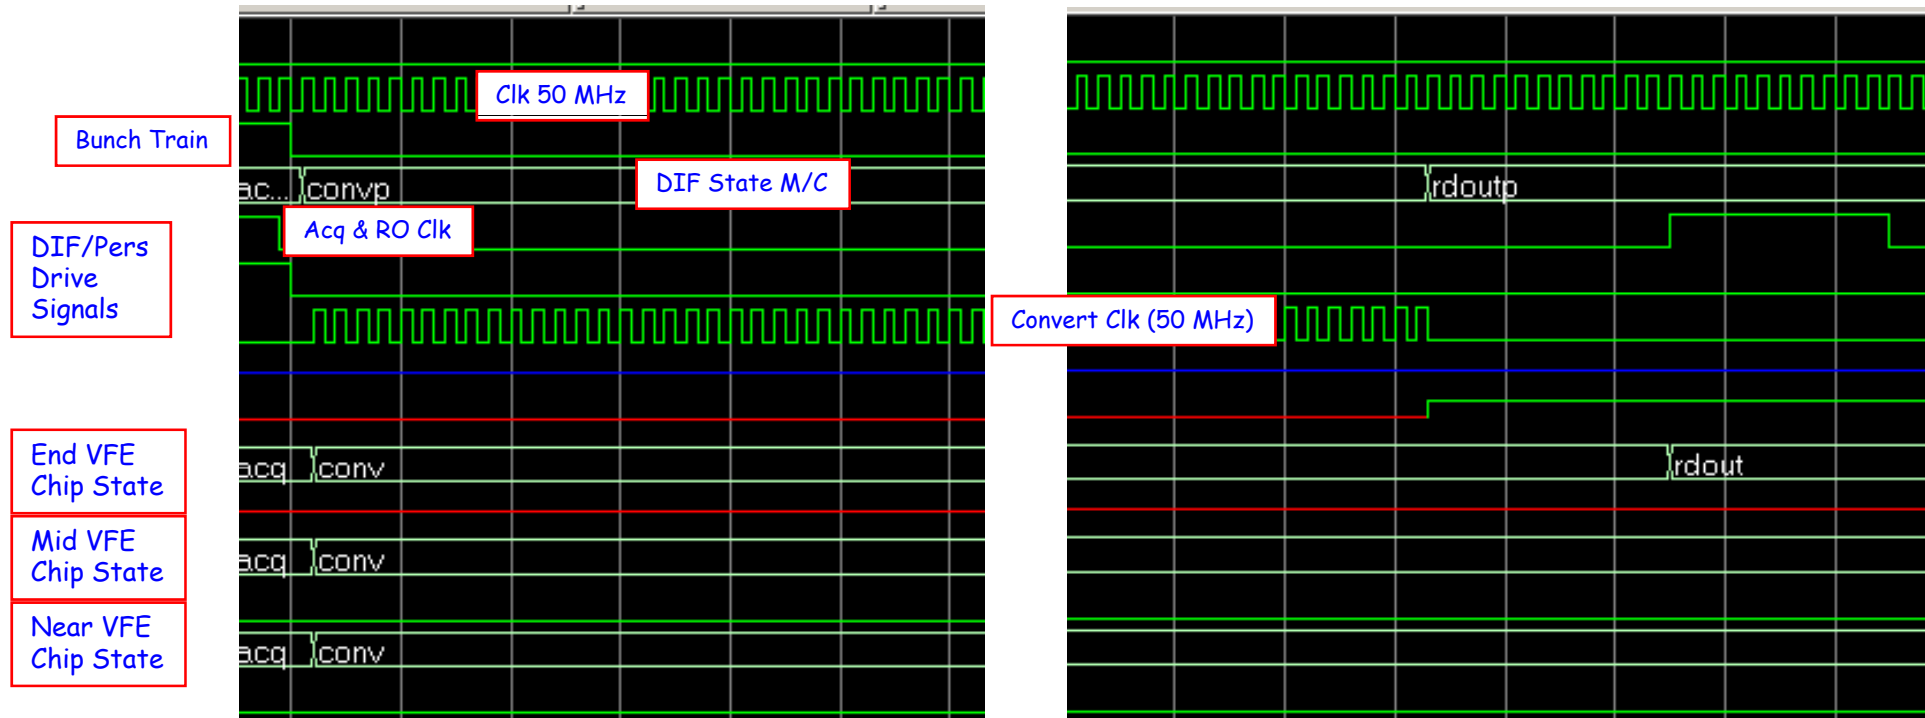 Clk 50 MHz
Bunch Train
DIF State M/C
ac... convp
rdoutp
Acq & RO Clk
DIF/Pers
Drive
Signals
Convert Clk (50 MHz)
End VFE
Chip State
acq conv
rdout
Mid VFE
Chip State
acq conv
Near VFE
Chip State
acq conv